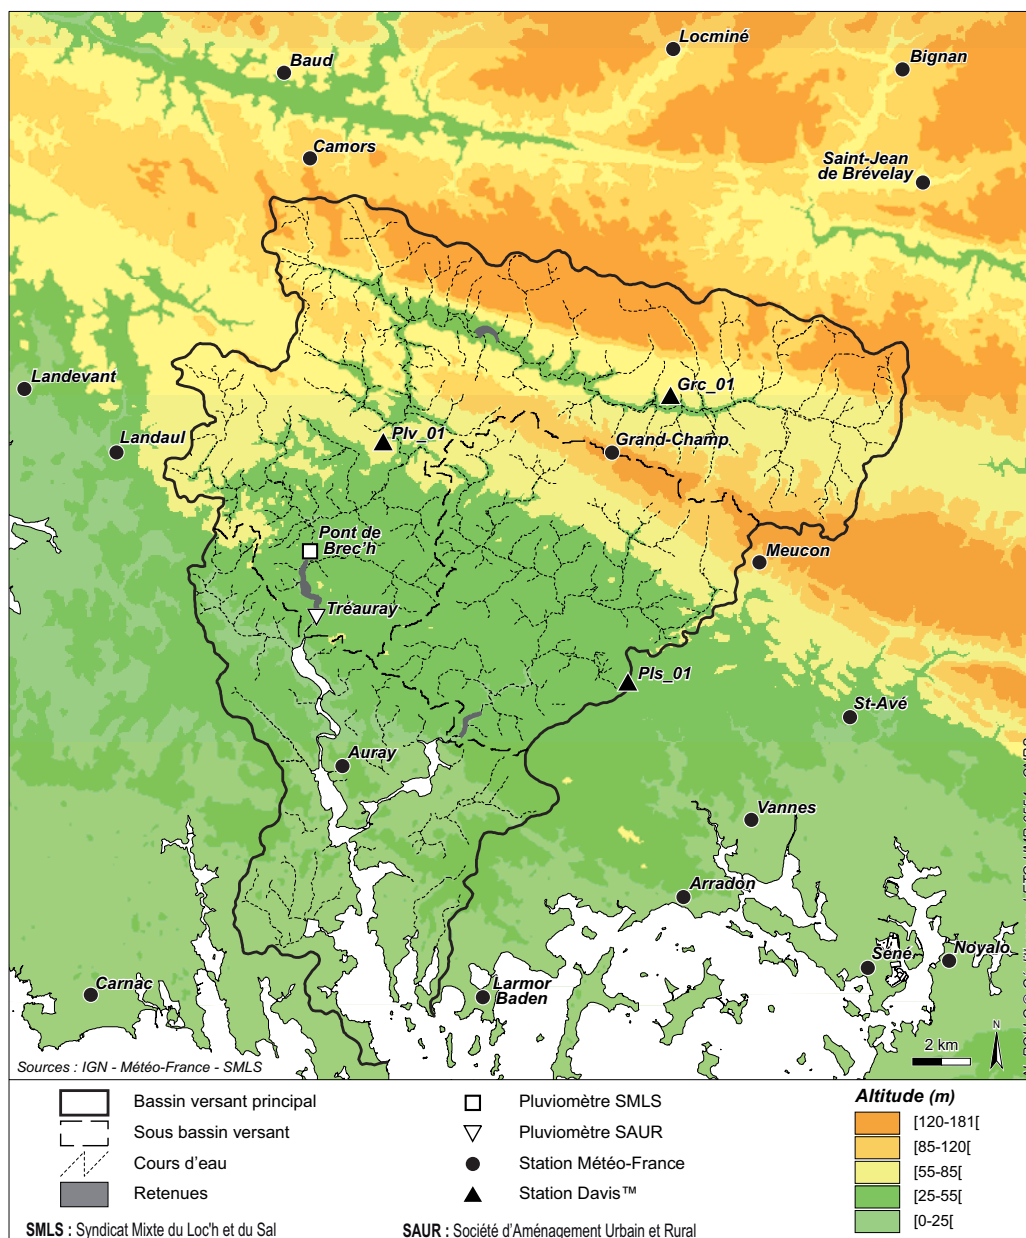 Locminé
Baud
Bignan
Camors
Saint-Jean
de Brévelay
Landevant
Grc_01
Landaul
Plv_01
Grand-Champ
Pont de
Brec'h
Meucon
Tréauray
Pls_01
St-Avé
Auray
Vannes
Arradon
Séné
Noyalo
Carnac
Larmor
Baden
N
2 km
Sources : IGN - Météo-France - SMLS
Bassin versant principal
Sous bassin versant
Cours d'eau
Retenues
SMLS : Syndicat Mixte du Loc'h et du Sal
Pluviomètre SMLS
Pluviomètre SAUR
Station Météo-France
Station Davis™
SAUR : Société d'Aménagement Urbain et Rural
Altitude (m)
[120-181[
[85-120[
[55-85[
[25-55[
[0-25[